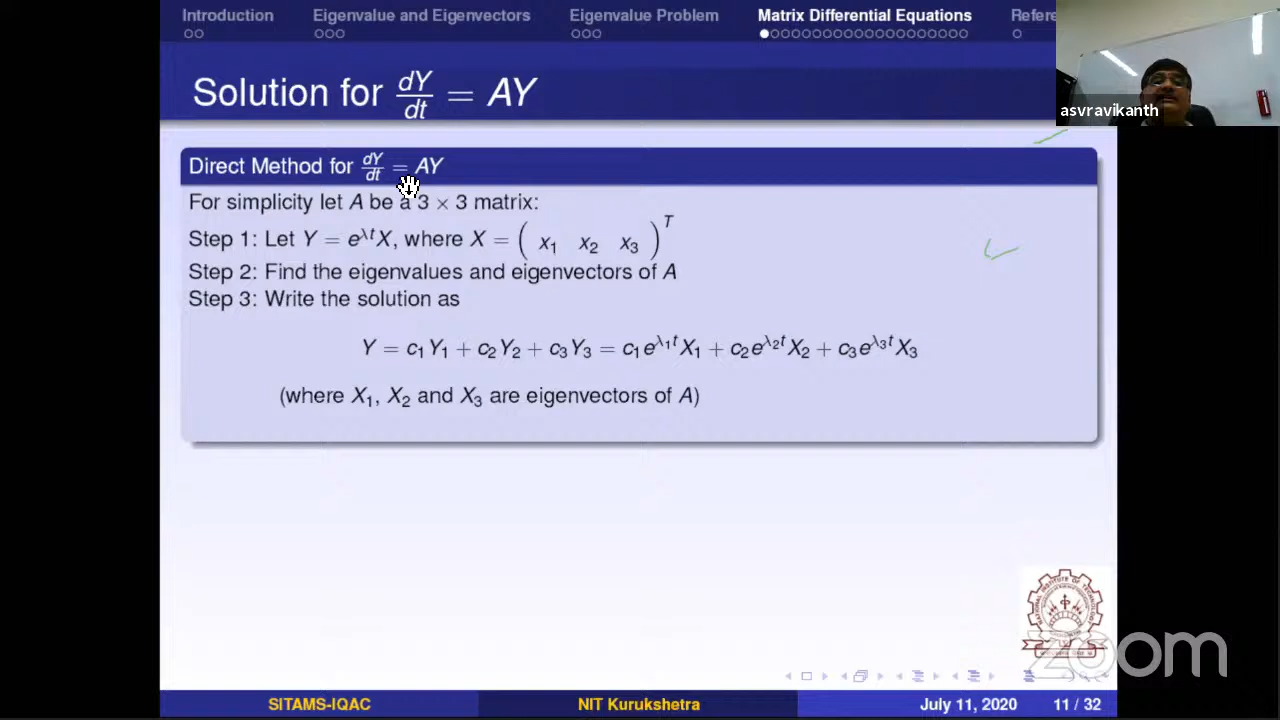 Introduction Eigenvalue and Eigenvectors Eigenvalue Problem Matrix Differential Equations Refere
Solution for dY/dt = AY
asvravikanth
Direct Method for dY/dt = AY
For simplicity let A be a 3 × 3 matrix:
Step 1: Let Y = e^{λt}X, where X = ( x₁ x₂ x₃ )^T
Step 2: Find the eigenvalues and eigenvectors of A
Step 3: Write the solution as
Y = c₁Y₁ + c₂Y₂ + c₃Y₃ = c₁e^{λ₁t}X₁ + c₂e^{λ₂t}X₂ + c₃e^{λ₃t}X₃
(where X₁, X₂ and X₃ are eigenvectors of A)
zoom
SITAMS-IQAC NIT Kurukshetra July 11, 2020 11 / 32